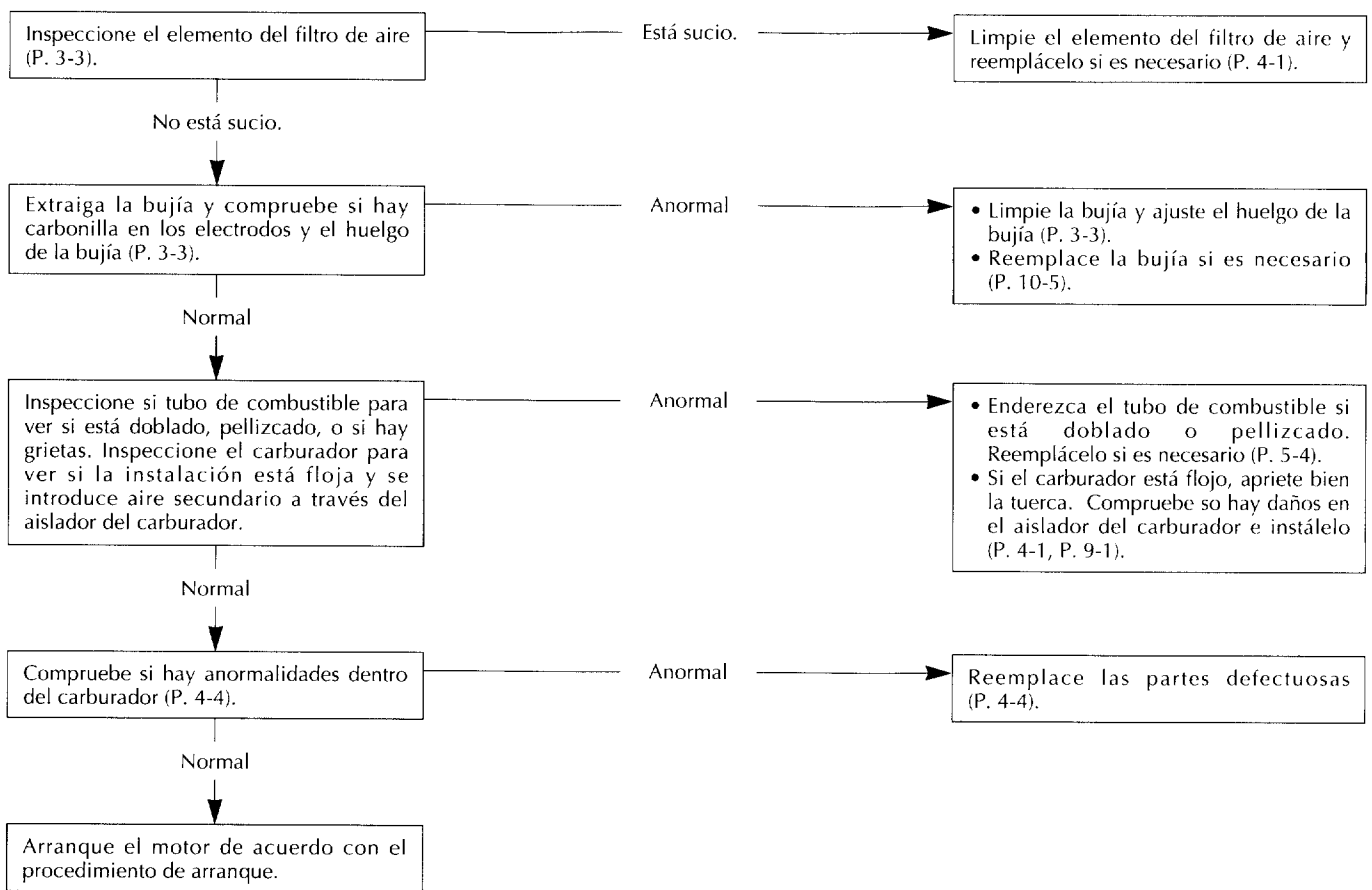 Inspeccione el elemento del filtro de aire
(P. 3-3).
Está sucio.
Limpie el elemento del filtro de aire y
reemplácelo si es necesario (P. 4-1).
No está sucio.
Extraiga la bujía y compruebe si hay
carbonilla en los electrodos y el huelgo
de la bujía (P. 3-3).
Anormal
• Limpie la bujía y ajuste el huelgo de la
bujía (P. 3-3).
• Reemplace la bujía si es necesario
(P. 10-5).
Normal
Inspeccione si tubo de combustible para
ver si está doblado, pellizcado, o si hay
grietas. Inspeccione el carburador para
ver si la instalación está floja y se
introduce aire secundario a través del
aislador del carburador.
Anormal
• Enderezca el tubo de combustible si
está doblado o pellizcado.
Reemplácelo si es necesario (P. 5-4).
• Si el carburador está flojo, apriete bien
la tuerca. Compruebe so hay daños en
el aislador del carburador e instálelo
(P. 4-1, P. 9-1).
Normal
Compruebe si hay anormalidades dentro
del carburador (P. 4-4).
Anormal
Reemplace las partes defectuosas
(P. 4-4).
Normal
Arranque el motor de acuerdo con el
procedimiento de arranque.